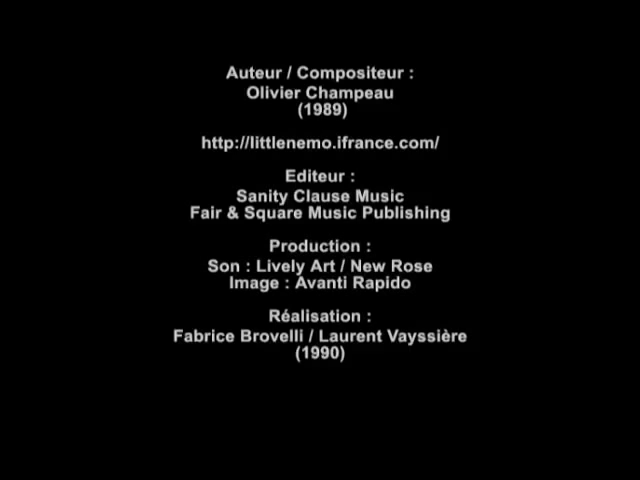 Auteur / Compositeur :
Olivier Champeau
(1989)
http://littlenemo.ifrance.com/
Editeur :
Sanity Clause Music
Fair & Square Music Publishing
Production :
Son : Lively Art / New Rose
Image : Avanti Rapido
Réalisation :
Fabrice Brovelli / Laurent Vayssière
(1990)